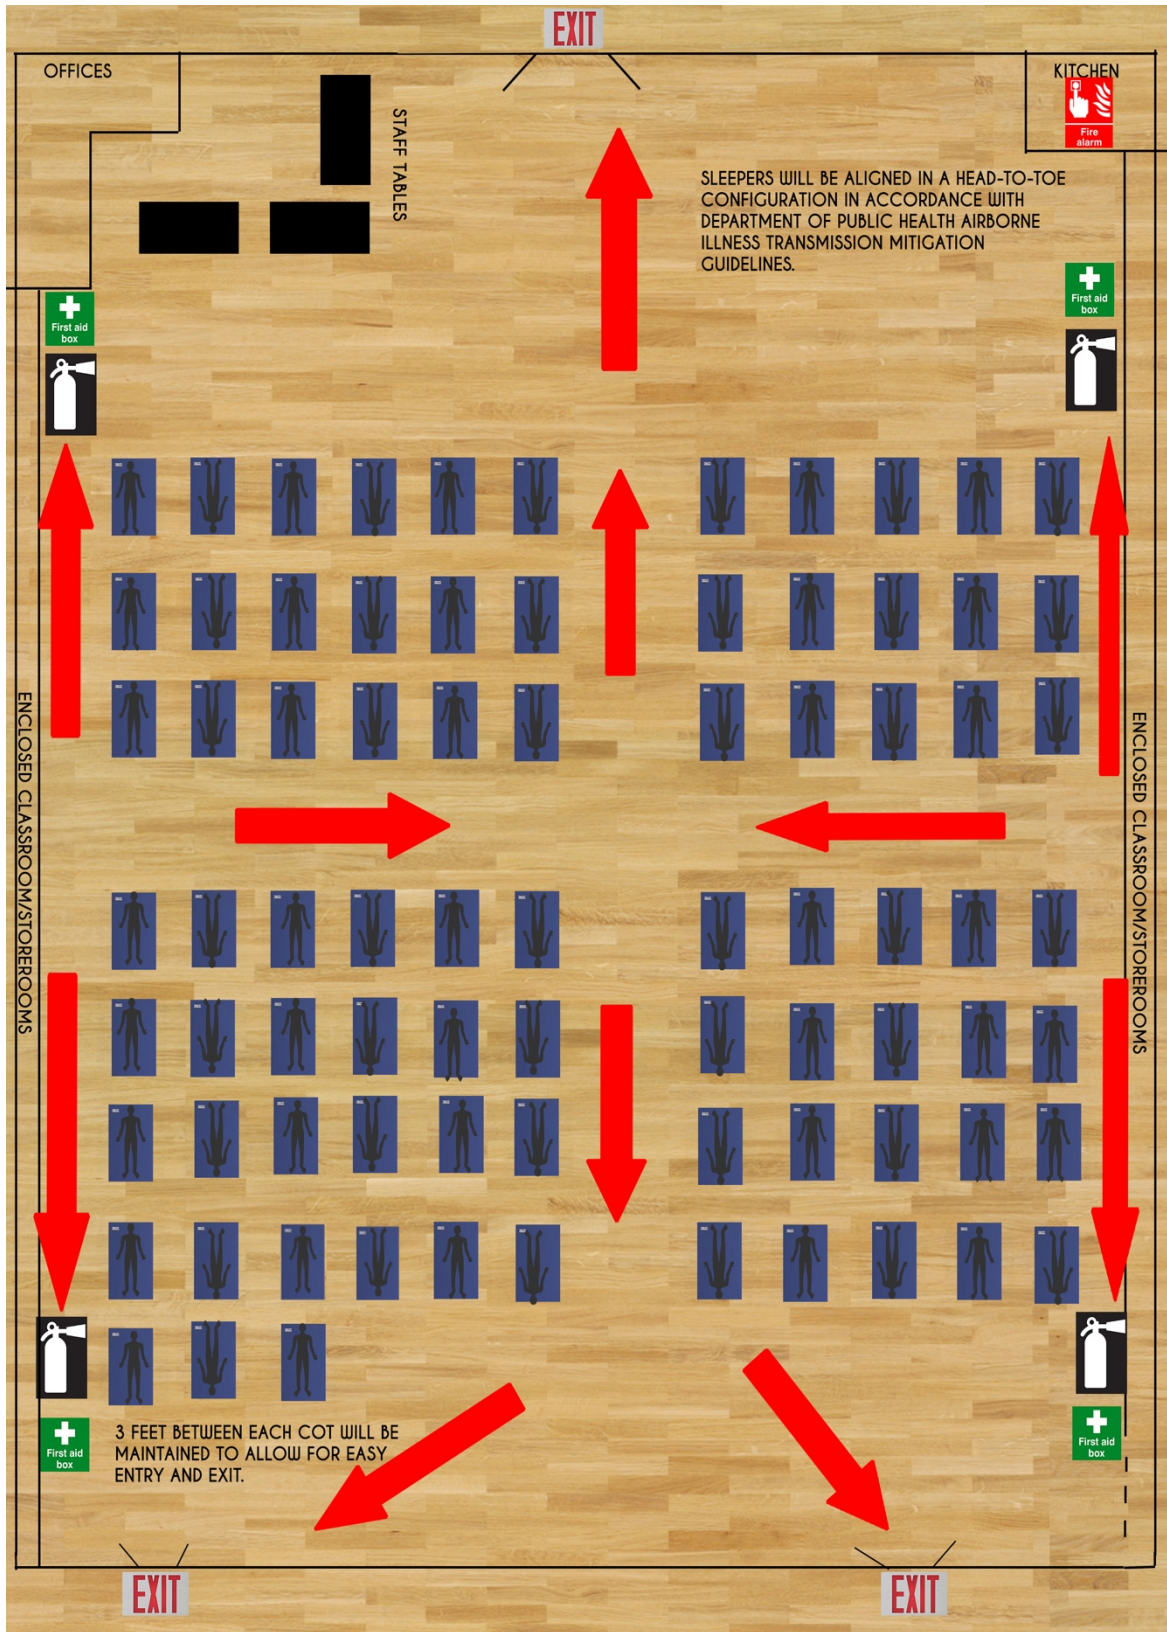 EXIT
OFFICES
KITCHEN
Fire
alarm
STAFF TABLES
SLEEPERS WILL BE ALIGNED IN A HEAD-TO-TOE
CONFIGURATION IN ACCORDANCE WITH
DEPARTMENT OF PUBLIC HEALTH AIRBORNE
ILLNESS TRANSMISSION MITIGATION
GUIDELINES.
First aid
box
First aid
box
ENCLOSED CLASSROOM/STOREROOMS
ENCLOSED CLASSROOM/STOREROOMS
3 FEET BETWEEN EACH COT WILL BE
MAINTAINED TO ALLOW FOR EASY
ENTRY AND EXIT.
First aid
box
First aid
box
EXIT
EXIT